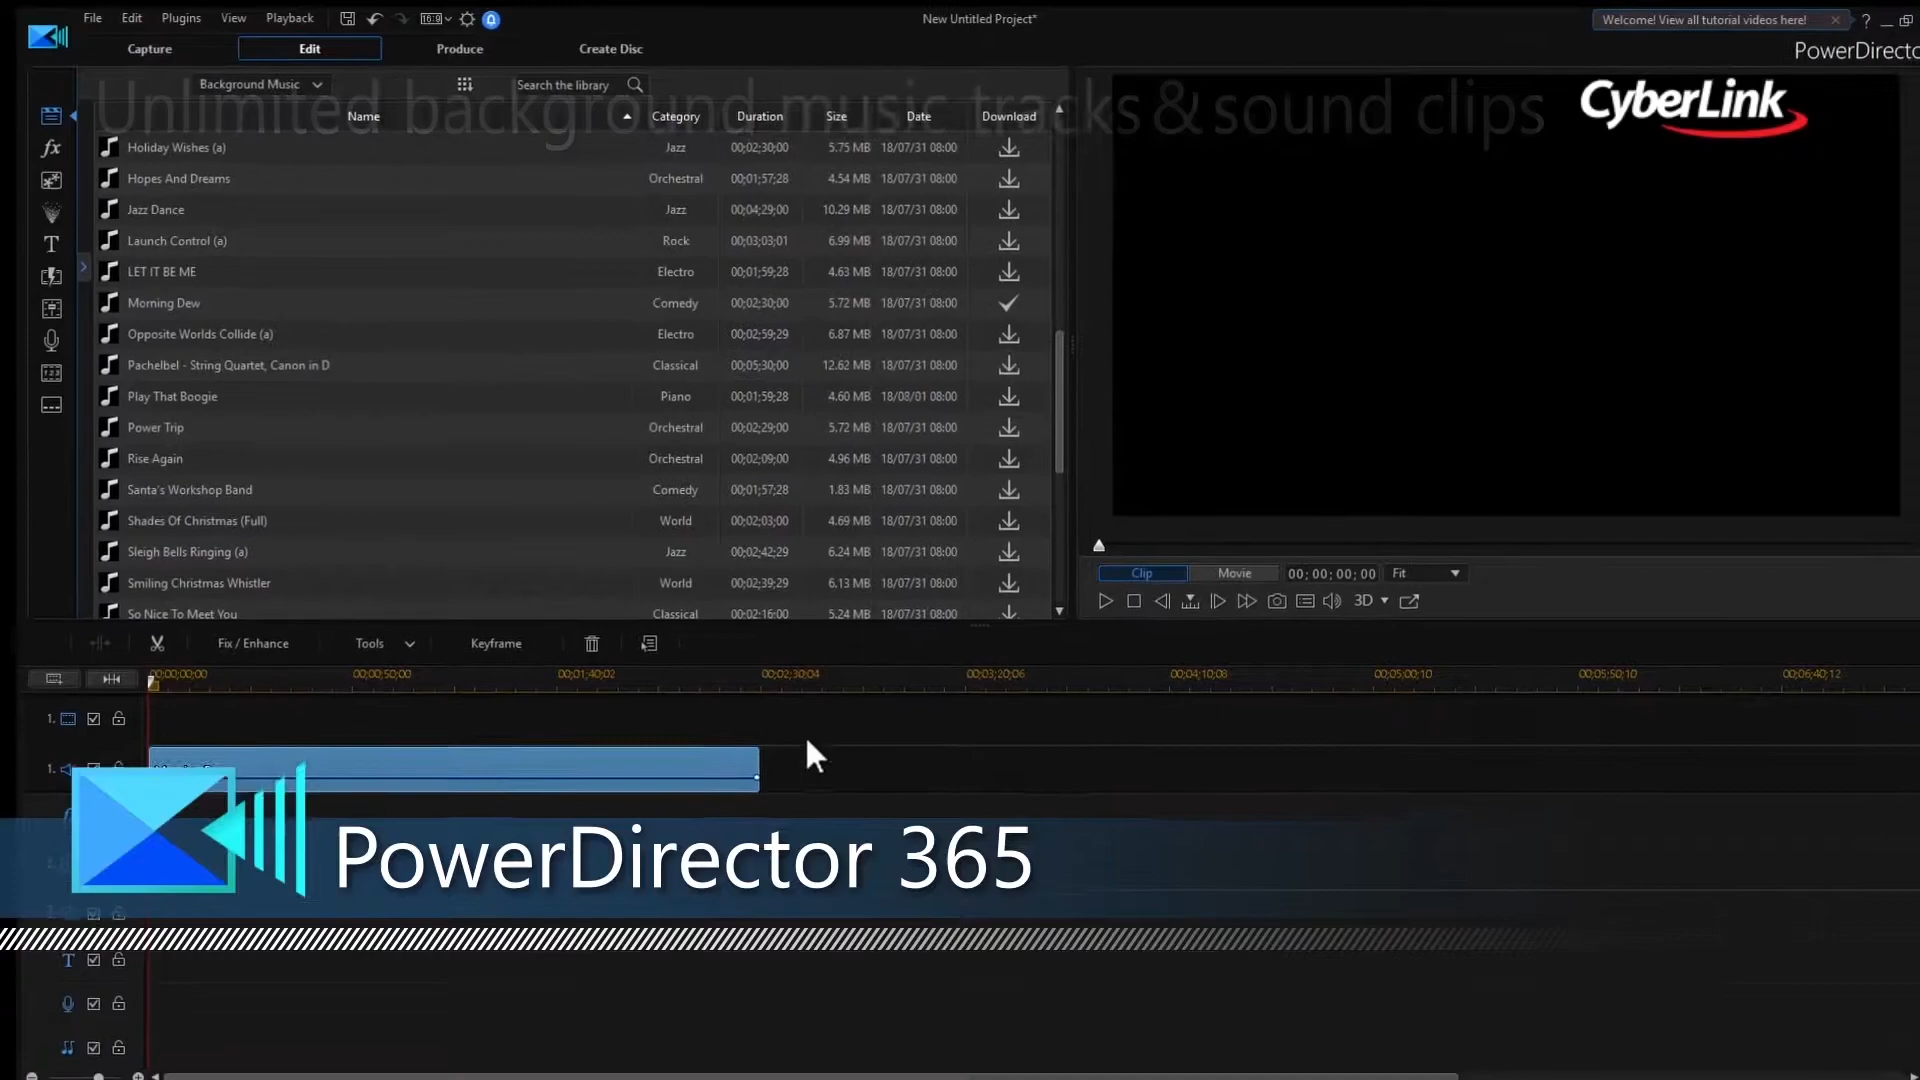 File Edit Plugins View Playback 16:9 New Untitled Project* Welcome! View all tutorial videos here! × ?
Capture Edit Produce Create Disc
Background Music Search the library
Unlimited background music tracks & sound clips
CyberLink
Name Category Duration Size Date Download
Holiday Wishes (a) Jazz 00;02;30;00 5.75 MB 18/07/31 08:00
Hopes And Dreams Orchestral 00;01;57;28 4.54 MB 18/07/31 08:00
Jazz Dance Jazz 00;04;29;00 10.29 MB 18/07/31 08:00
Launch Control (a) Rock 00;03;03;01 6.99 MB 18/07/31 08:00
LET IT BE ME Electro 00;01;59;28 4.63 MB 18/07/31 08:00
Morning Dew Comedy 00;02;30;00 5.72 MB 18/07/31 08:00
Opposite Worlds Collide (a) Electro 00;02;59;29 6.87 MB 18/07/31 08:00
Pachelbel - String Quartet, Canon in D Classical 00;05;30;00 12.62 MB 18/07/31 08:00
Play That Boogie Piano 00;01;59;28 4.60 MB 18/08/01 08:00
Power Trip Orchestral 00;02;29;00 5.72 MB 18/07/31 08:00
Rise Again Orchestral 00;02;09;00 4.96 MB 18/07/31 08:00
Santa's Workshop Band Comedy 00;01;57;28 1.83 MB 18/07/31 08:00
Shades Of Christmas (Full) World 00;02;03;00 4.69 MB 18/07/31 08:00
Sleigh Bells Ringing (a) Jazz 00;02;42;29 6.24 MB 18/07/31 08:00
Smiling Christmas Whistler World 00;02;39;29 6.13 MB 18/07/31 08:00
So Nice To Meet You Classical 00;02;16;00 5.24 MB 18/07/31 08:00
Clip Movie 00; 00; 00; 00 Fit
3D
Fix / Enhance Tools Keyframe
00;00;00;00 00;00;50;00 00;01;40;02 00;02;30;04 00;03;20;06 00;04;10;08 00;05;00;10 00;05;50;10 00;06;40;12
1.
1.
PowerDirector 365
T